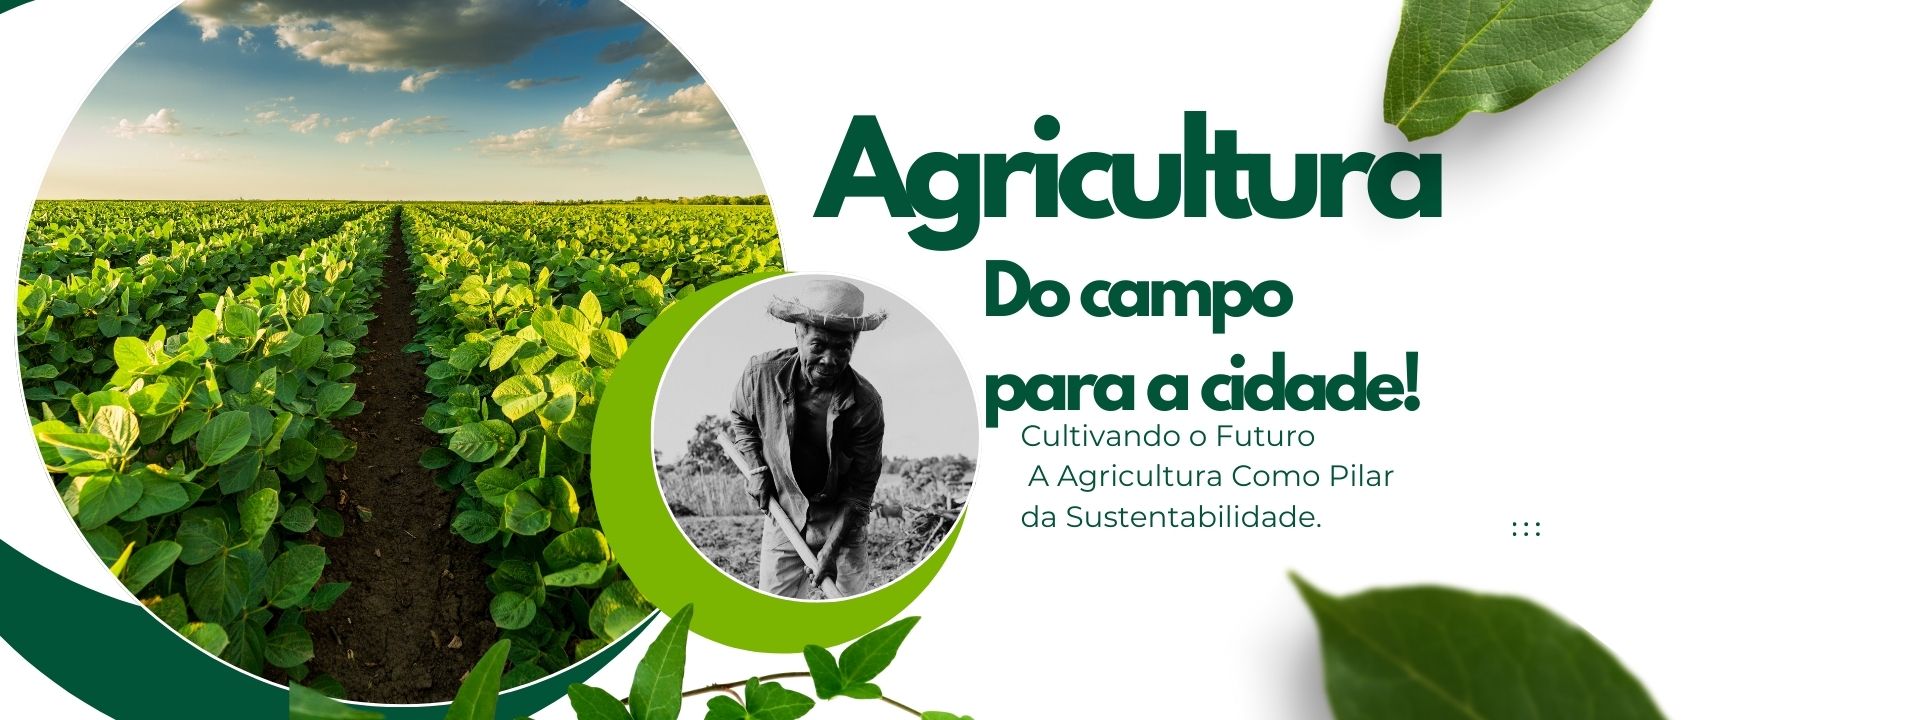 Agricultura
Do campo
para a cidade!
Cultivando o Futuro
A Agricultura Como Pilar
da Sustentabilidade.